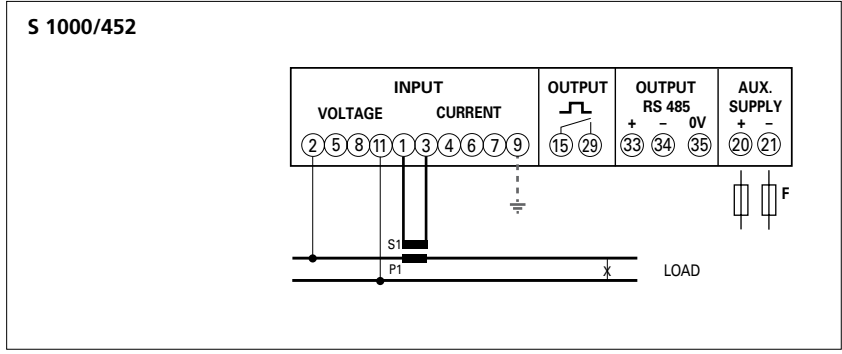 S 1000/452
INPUT
VOLTAGE CURRENT
2 5 8 11 1 3 4 6 7 9
OUTPUT
15 29
OUTPUT
RS 485
+ – 0V
33 34 35
AUX.
SUPPLY
+ –
20 21
F
S1
P1
X
LOAD